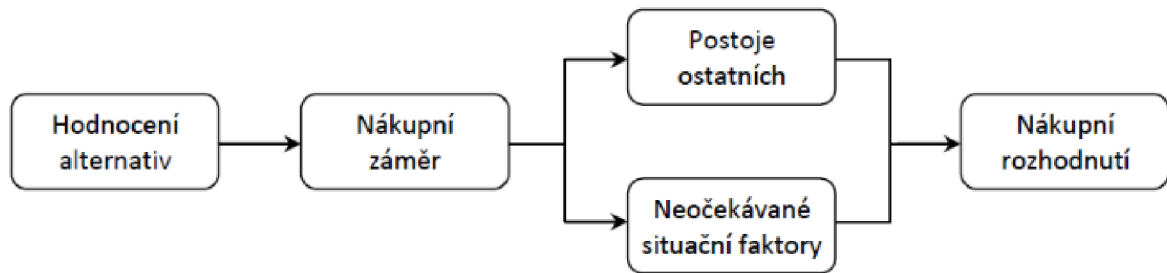 Hodnocení
alternativ
Nákupní
záměr
Postoje
ostatních
Neočekávané
situační faktory
Nákupní
rozhodnutí